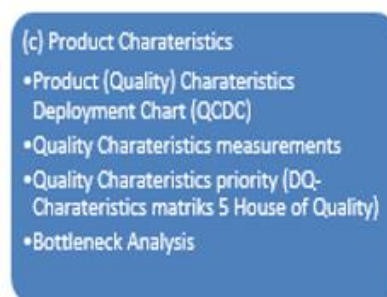 (c) Product Charateristics
•Product (Quality) Charateristics
Deployment Chart (QCDC)
•Quality Charateristics measurements
•Quality Charateristics priority (DQ-
Charateristics matriks 5 House of Quality)
•Bottleneck Analysis